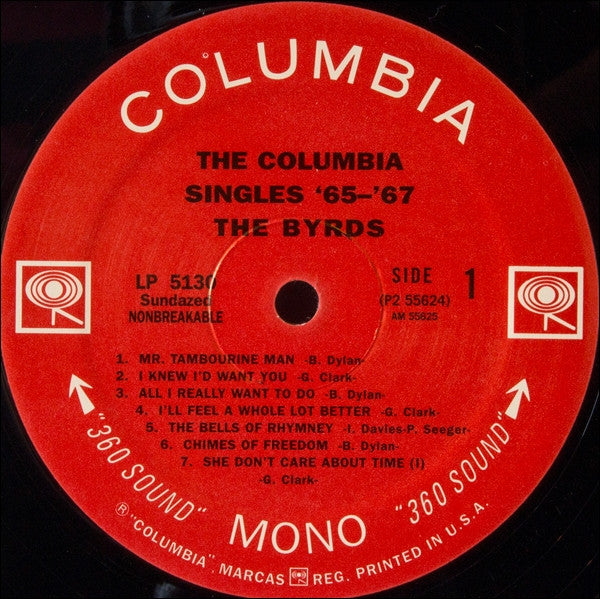 COLUMBIA
THE COLUMBIA
SINGLES '65–'67
THE BYRDS
LP 5130
Sundazed
NONBREAKABLE
SIDE 1
(P2 55624)
AM 55625
1. MR. TAMBOURINE MAN -B. Dylan-
2. I KNEW I'D WANT YOU -G. Clark-
3. ALL I REALLY WANT TO DO -B. Dylan-
4. I'LL FEEL A WHOLE LOT BETTER -G. Clark-
5. THE BELLS OF RHYMNEY -I. Davies-P. Seeger-
6. CHIMES OF FREEDOM -B. Dylan-
7. SHE DON'T CARE ABOUT TIME (I)
-G. Clark-
"360 SOUND"
MONO
"360 SOUND"
® "COLUMBIA", MARCAS REG. PRINTED IN U.S.A.